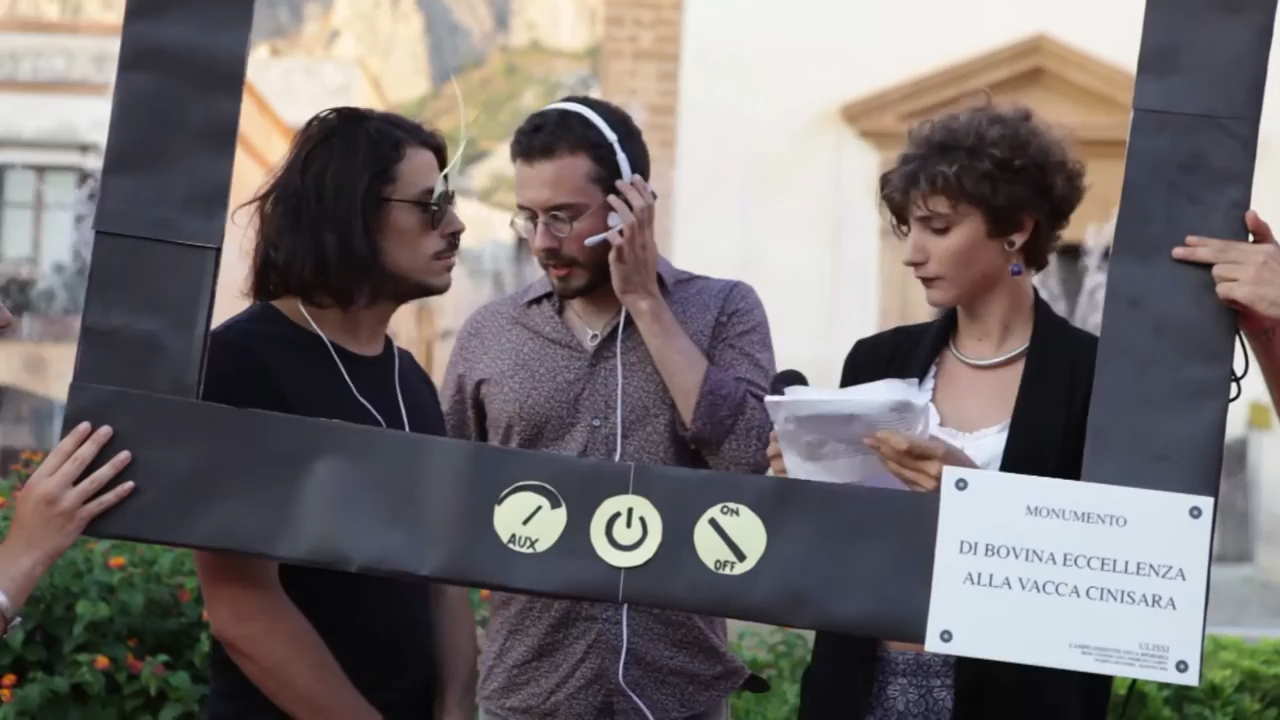 AUX
ON
OFF
MONUMENTO
DI BOVINA ECCELLENZA
ALLA VACCA CINISARA
ULISSI